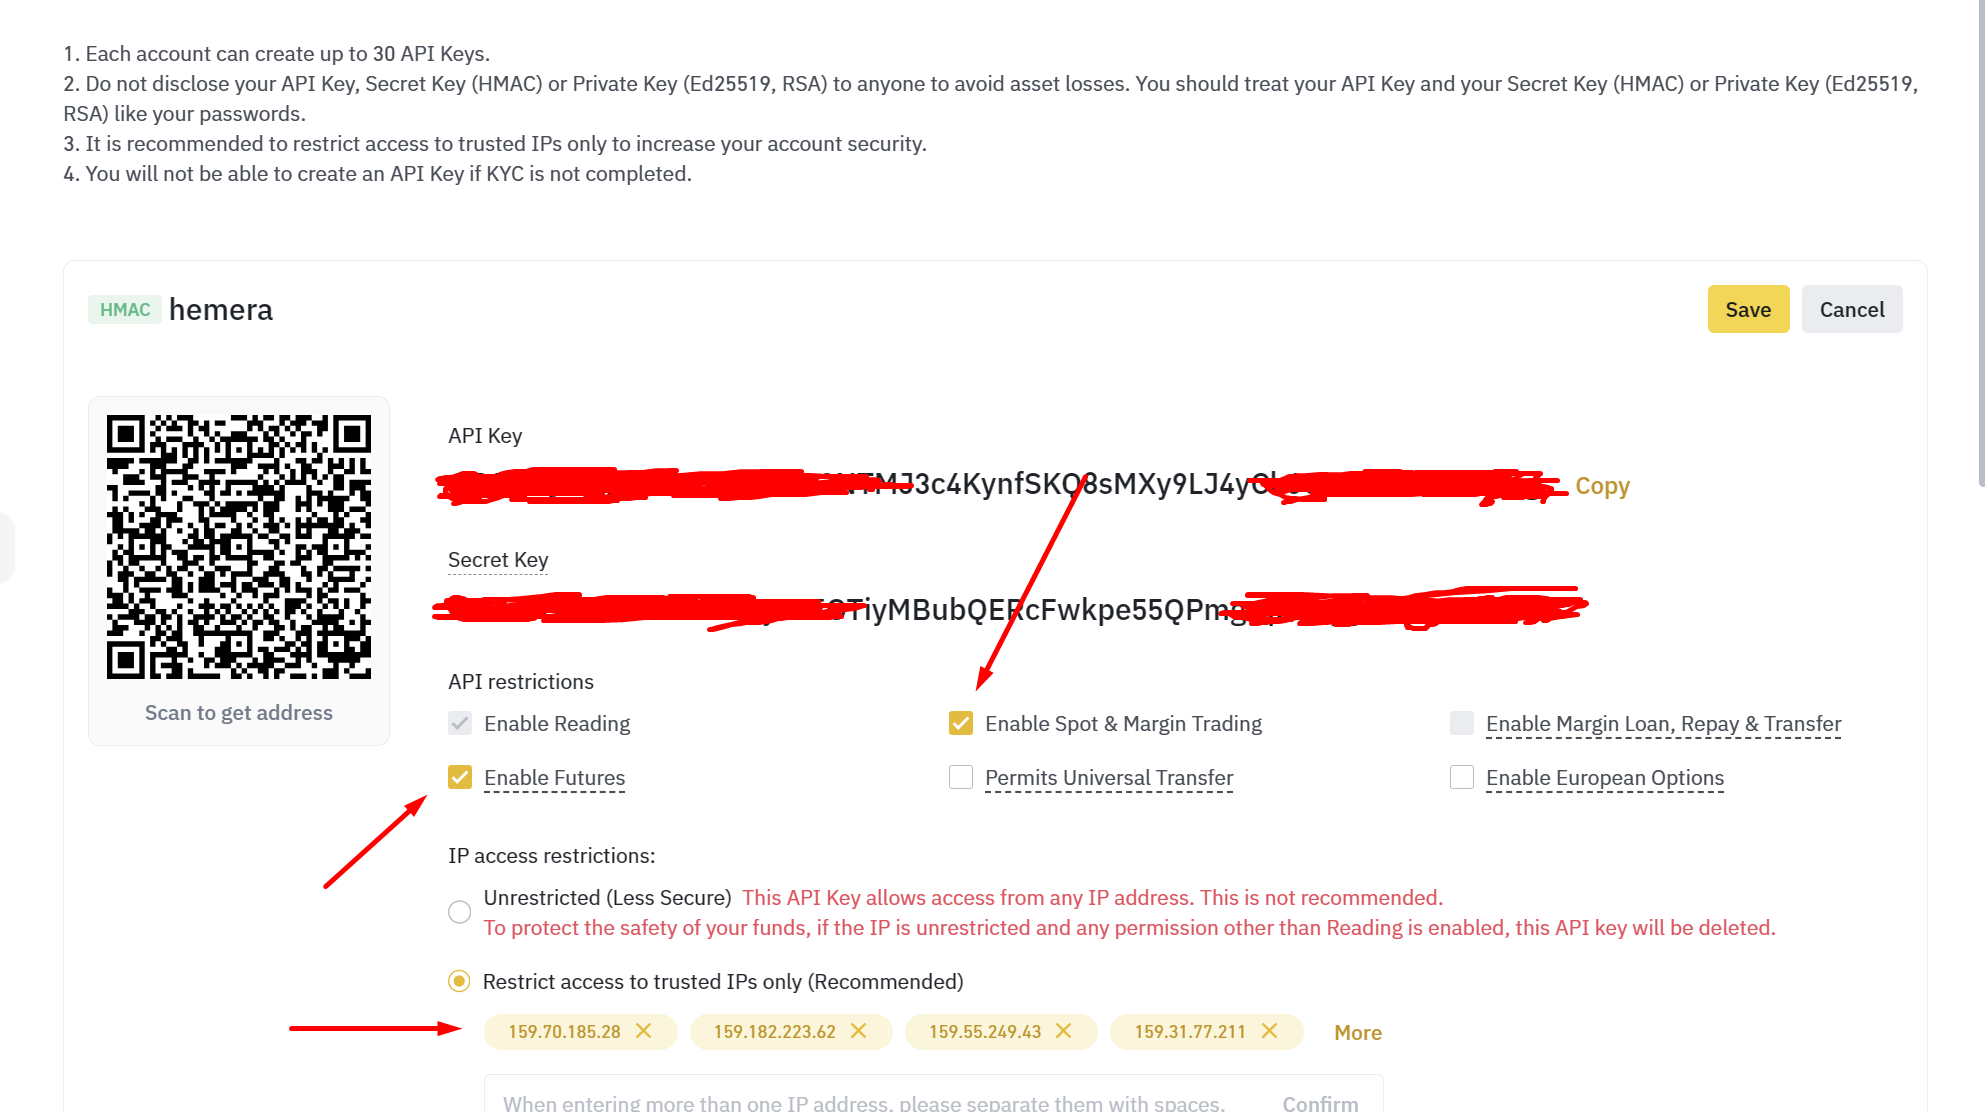 1. Each account can create up to 30 API Keys.
2. Do not disclose your API Key, Secret Key (HMAC) or Private Key (Ed25519, RSA) to anyone to avoid asset losses. You should treat your API Key and your Secret Key (HMAC) or Private Key (Ed25519,
RSA) like your passwords.
3. It is recommended to restrict access to trusted IPs only to increase your account security.
4. You will not be able to create an API Key if KYC is not completed.
HMAC hemera
Save Cancel
API Key
TMJ3c4KynfSKQ8sMXy9LJ4y
Copy
Secret Key
TiyMBubQERcFwkpe55QPm
Scan to get address
API restrictions
Enable Reading Enable Spot & Margin Trading Enable Margin Loan, Repay & Transfer
Enable Futures Permits Universal Transfer Enable European Options
IP access restrictions:
Unrestricted (Less Secure) This API Key allows access from any IP address. This is not recommended.
To protect the safety of your funds, if the IP is unrestricted and any permission other than Reading is enabled, this API key will be deleted.
Restrict access to trusted IPs only (Recommended)
159.70.185.28 159.182.223.62 159.55.249.43 159.31.77.211 More
When entering more than one IP address, please separate them with spaces. Confirm